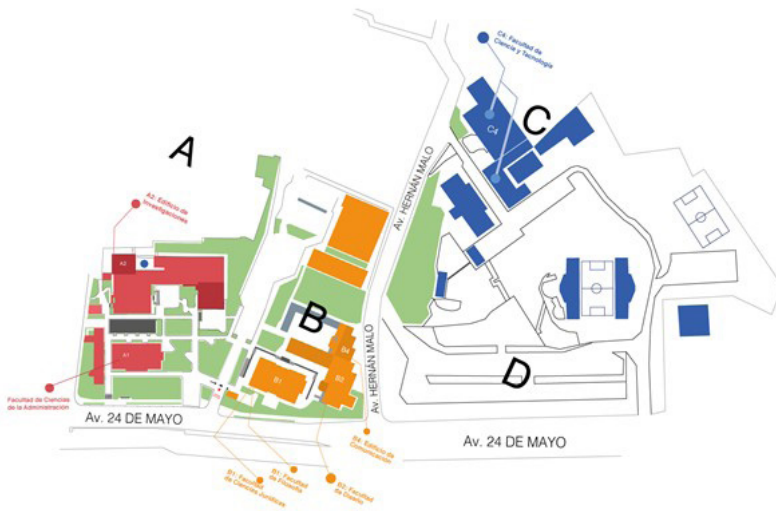 C4: Facultad de
Ciencia y Tecnología
C4
C
A
Av. HERNÁN MALO
A2: Edificio de
Investigaciones
A2
B
B4
A1
B1
B2
D
Av. HERNÁN MALO
Facultad de Ciencias
de la Administración
Av. 24 DE MAYO
Av. 24 DE MAYO
B4: Edificio de
Comunicación
B1: Facultad
de Ciencias Jurídicas
B1: Facultad
de Filosofía
B2: Facultad
de Diseño